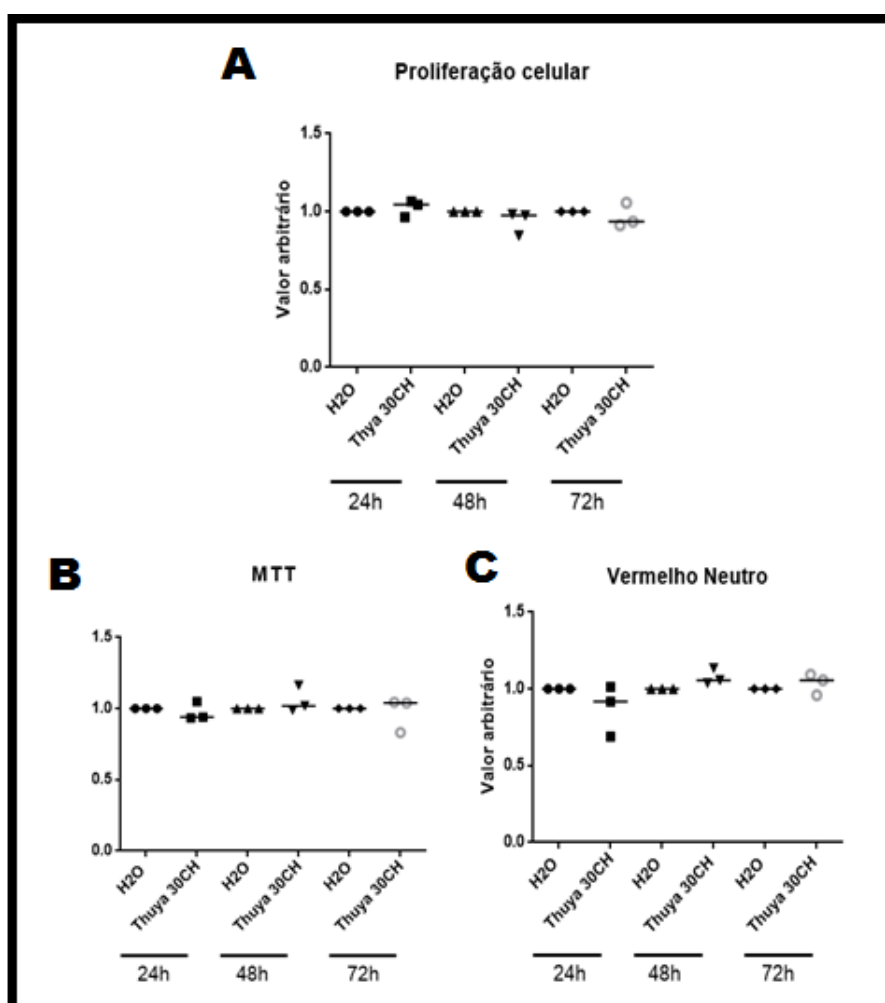 A
Proliferação celular
Valor arbitrário
1.5
1.0
0.5
0.0
H2O
Thya 30CH
H2O
Thuya 30CH
H2O
Thuya 30CH
24h
48h
72h
B
MTT
1.5
1.0
0.5
0.0
H2O
Thuya 30CH
H2O
Thuya 30CH
H2O
Thuya 30CH
24h
48h
72h
C
Vermelho Neutro
Valor arbitrário
1.5
1.0
0.5
0.0
H2O
Thuya 30CH
H2O
Thuya 30CH
H2O
Thuya 30CH
24h
48h
72h